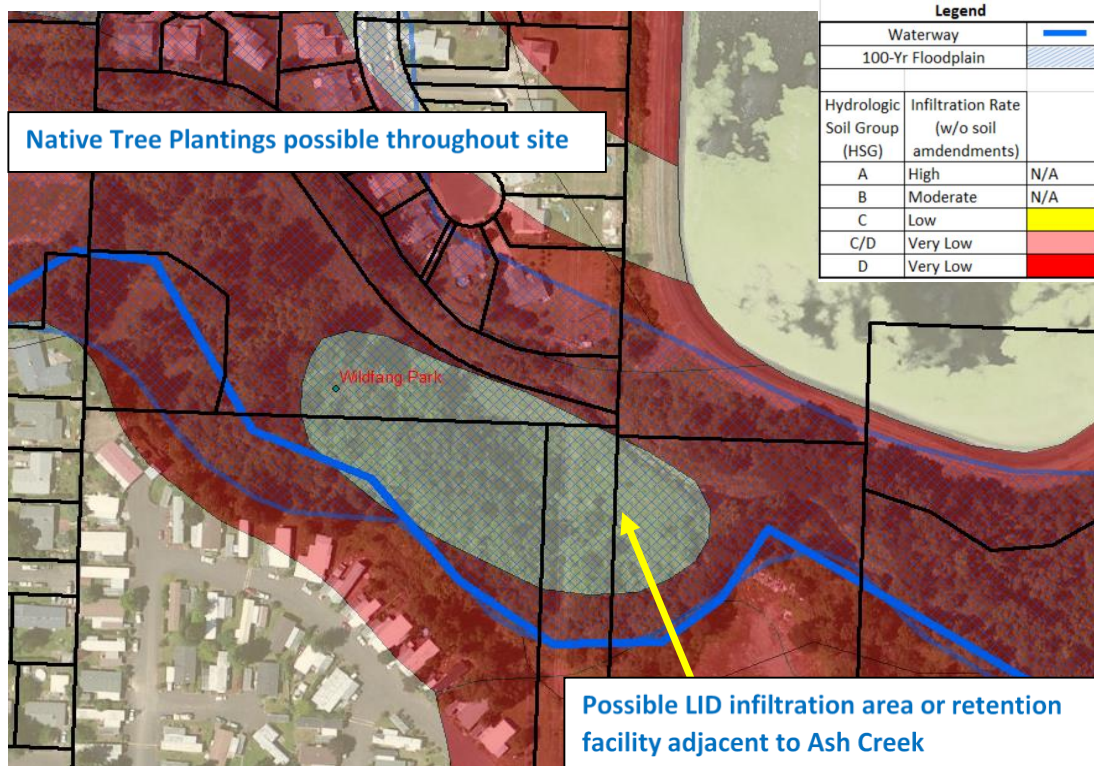 Legend
Waterway
100-Yr Floodplain
Hydrologic Soil Group (HSG)
Infiltration Rate (w/o soil amdendments)
A High N/A
B Moderate N/A
C Low
C/D Very Low
D Very Low
Native Tree Plantings possible throughout site
Wildfang Park
Possible LID infiltration area or retention
facility adjacent to Ash Creek